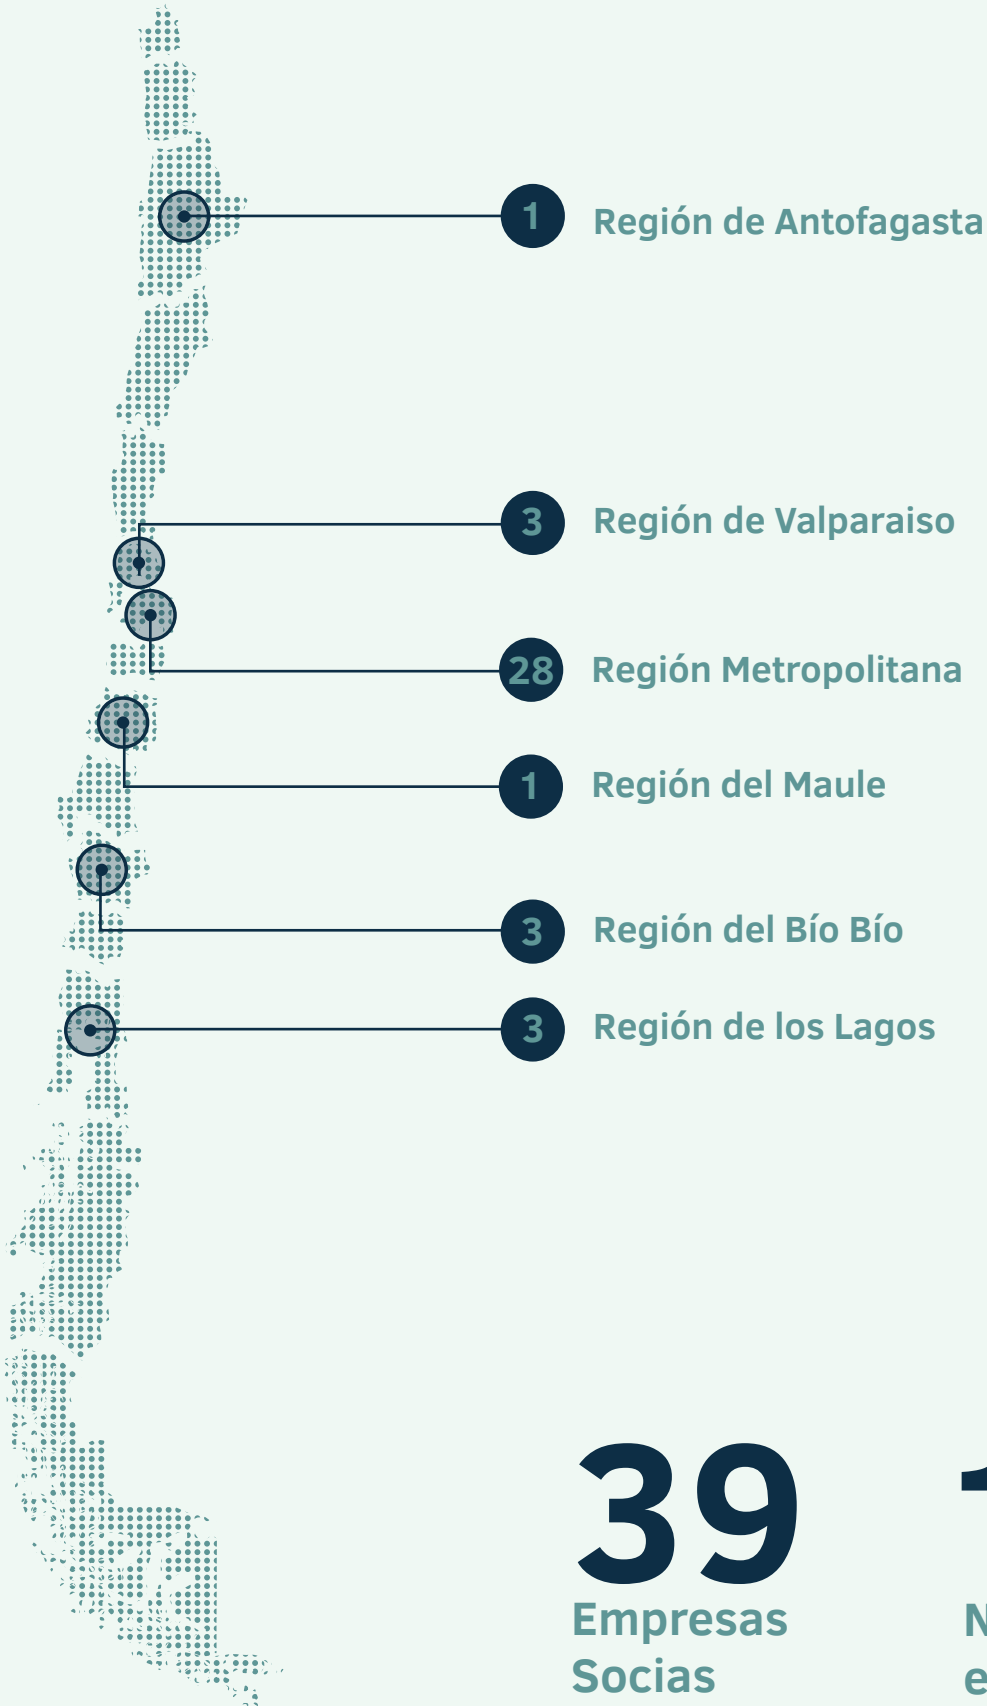 1 Región de Antofagasta
3 Región de Valparaiso
28 Región Metropolitana
1 Región del Maule
3 Región del Bío Bío
3 Región de los Lagos
39
Empresas
Socias